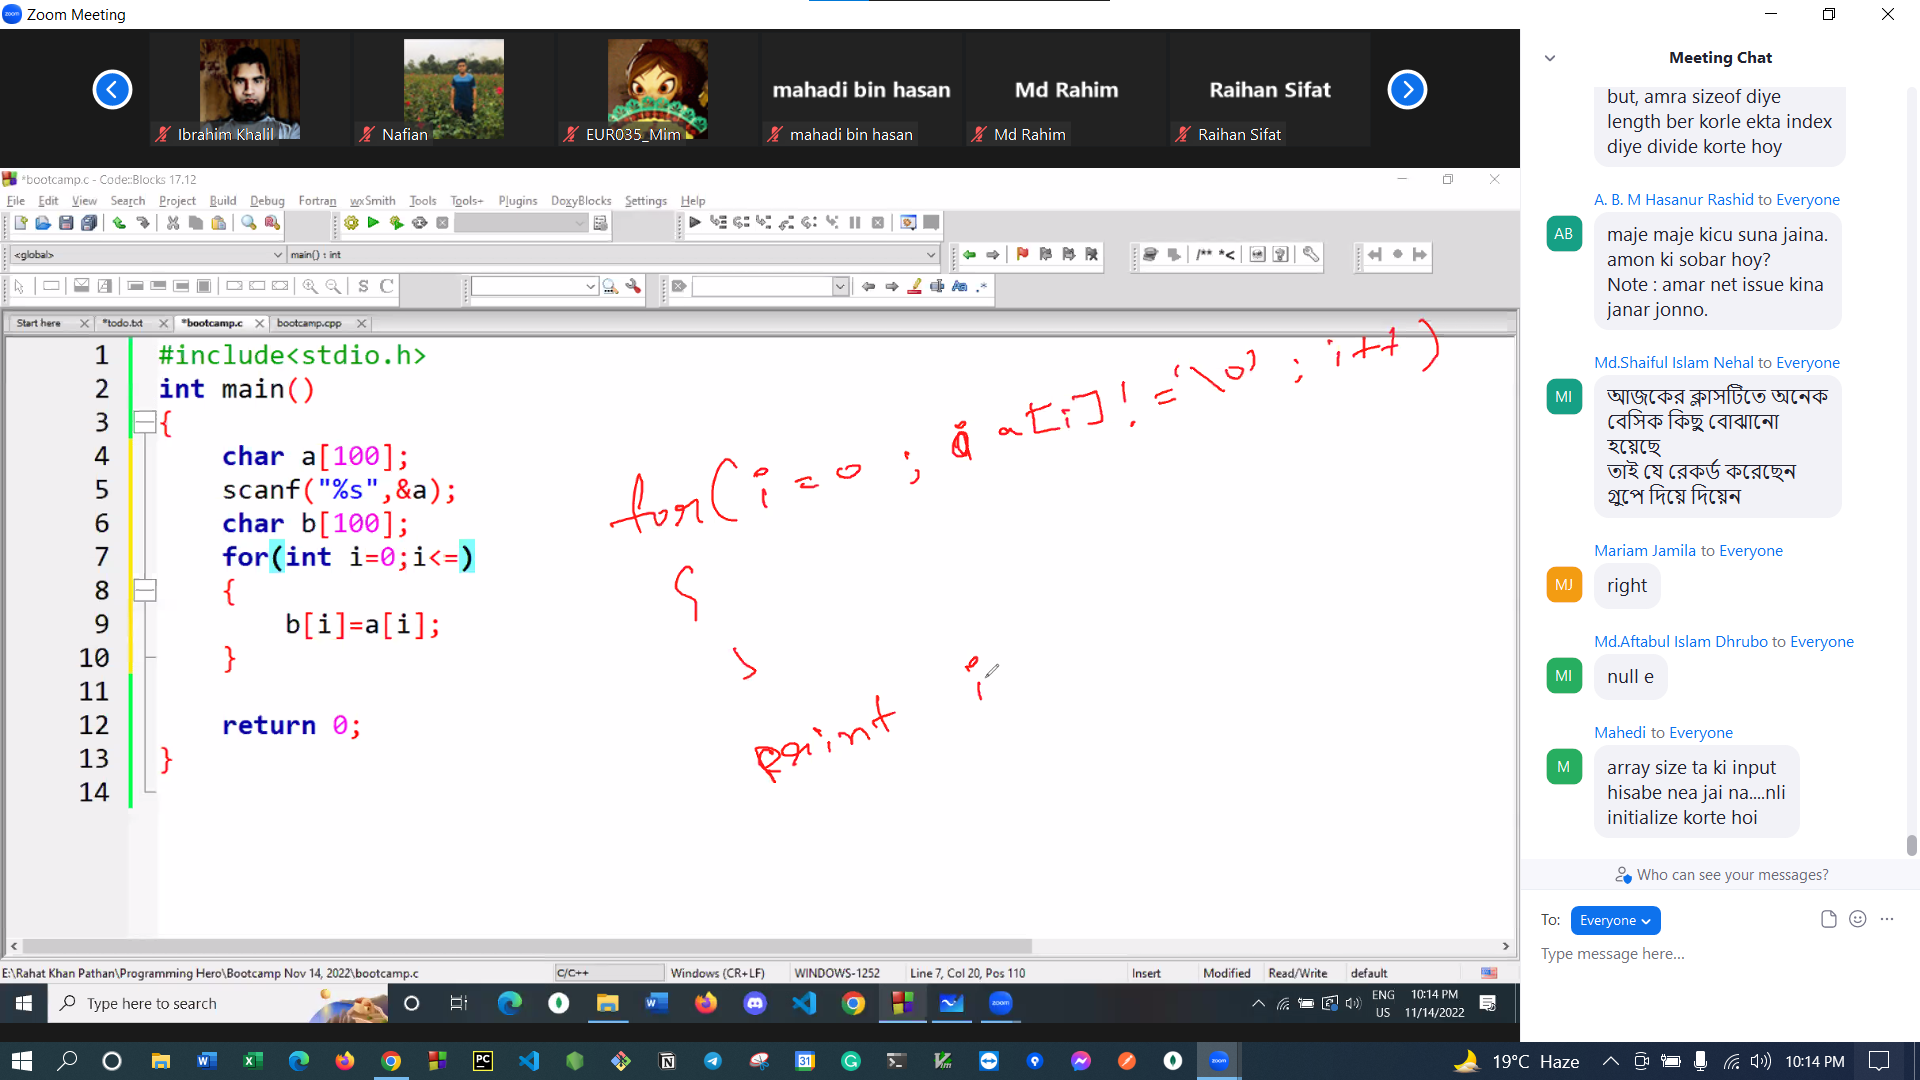 Zoom Meeting
Ibrahim Khalil
Nafian
EUR035_Mim
mahadi bin hasan
mahadi bin hasan
Md Rahim
Md Rahim
Raihan Sifat
Raihan Sifat
*bootcamp.c - Code::Blocks 17.12
File Edit View Search Project Build Debug Fortran wxSmith Tools Tools+ Plugins DoxyBlocks Settings Help
<global> main() : int
/** *<
S C
Start here *todo.txt *bootcamp.c bootcamp.cpp
1 #include<stdio.h>
2 int main()
3 {
4 char a[100];
5 scanf("%s",&a);
6 char b[100];
7 for(int i=0;i<=)
8 {
9 b[i]=a[i];
10 }
11
12 return 0;
13 }
14
for(i=0 ; a[i]!='\0' ; i++)
{
}
print i
E:\Rahat Khan Pathan\Programming Hero\Bootcamp Nov 14, 2022\bootcamp.c C/C++ Windows (CR+LF) WINDOWS-1252 Line 7, Col 20, Pos 110 Insert Modified Read/Write default
Type here to search
ENG
US
10:14 PM
11/14/2022
Meeting Chat
but, amra sizeof diye
length ber korle ekta index
diye divide korte hoy
A. B. M Hasanur Rashid to Everyone
AB
maje maje kicu suna jaina.
amon ki sobar hoy?
Note : amar net issue kina
janar jonno.
Md.Shaiful Islam Nehal to Everyone
MI
আজকের ক্লাসটিতে অনেক
বেসিক কিছু বোঝানো
হয়েছে
তাই যে রেকর্ড করেছেন
গ্রুপে দিয়ে দিয়েন
Mariam Jamila to Everyone
MJ
right
Md.Aftabul Islam Dhrubo to Everyone
MI
null e
Mahedi to Everyone
M
array size ta ki input
hisabe nea jai na....nli
initialize korte hoi
Who can see your messages?
To: Everyone
Type message here...
19°C Haze
10:14 PM